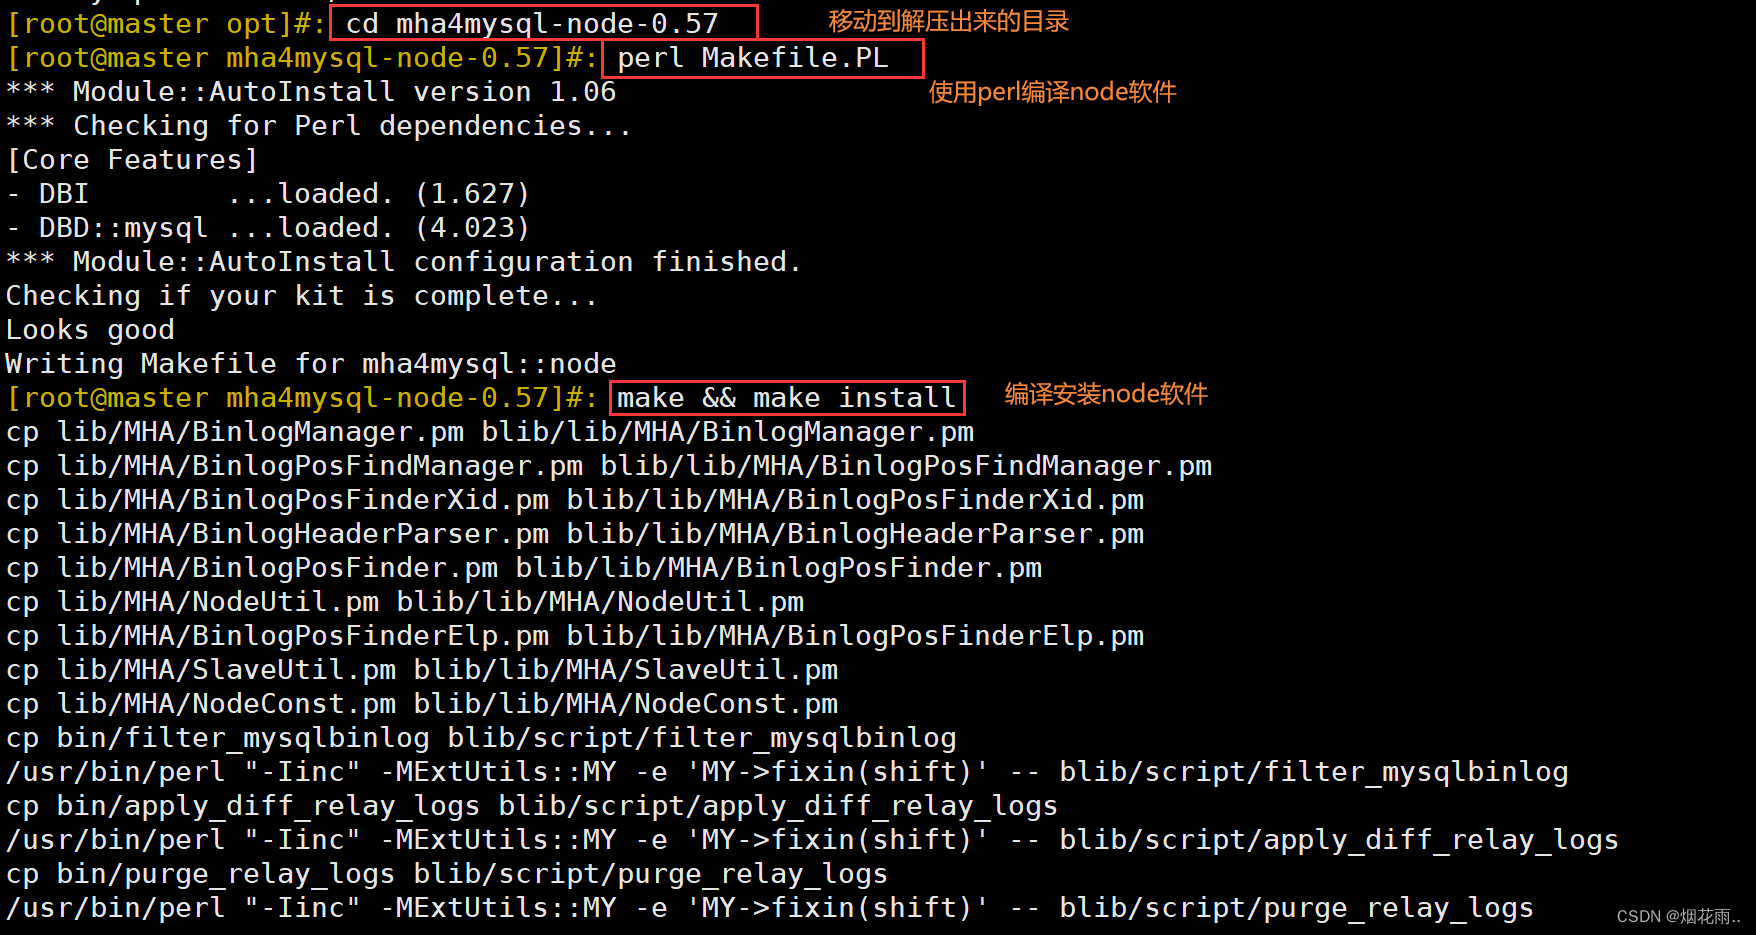 [root@master opt]#: cd mha4mysql-node-0.57 移动到解压出来的目录
[root@master mha4mysql-node-0.57]#: perl Makefile.PL
*** Module::AutoInstall version 1.06 使用perl编译node软件
*** Checking for Perl dependencies...
[Core Features]
- DBI        ...loaded. (1.627)
- DBD::mysql ...loaded. (4.023)
*** Module::AutoInstall configuration finished.
Checking if your kit is complete...
Looks good
Writing Makefile for mha4mysql::node
[root@master mha4mysql-node-0.57]#: make && make install 编译安装node软件
cp lib/MHA/BinlogManager.pm blib/lib/MHA/BinlogManager.pm
cp lib/MHA/BinlogPosFindManager.pm blib/lib/MHA/BinlogPosFindManager.pm
cp lib/MHA/BinlogPosFinderXid.pm blib/lib/MHA/BinlogPosFinderXid.pm
cp lib/MHA/BinlogHeaderParser.pm blib/lib/MHA/BinlogHeaderParser.pm
cp lib/MHA/BinlogPosFinder.pm blib/lib/MHA/BinlogPosFinder.pm
cp lib/MHA/NodeUtil.pm blib/lib/MHA/NodeUtil.pm
cp lib/MHA/BinlogPosFinderElp.pm blib/lib/MHA/BinlogPosFinderElp.pm
cp lib/MHA/SlaveUtil.pm blib/lib/MHA/SlaveUtil.pm
cp lib/MHA/NodeConst.pm blib/lib/MHA/NodeConst.pm
cp bin/filter_mysqlbinlog blib/script/filter_mysqlbinlog
/usr/bin/perl "-Iinc" -MExtUtils::MY -e 'MY->fixin(shift)' -- blib/script/filter_mysqlbinlog
cp bin/apply_diff_relay_logs blib/script/apply_diff_relay_logs
/usr/bin/perl "-Iinc" -MExtUtils::MY -e 'MY->fixin(shift)' -- blib/script/apply_diff_relay_logs
cp bin/purge_relay_logs blib/script/purge_relay_logs
/usr/bin/perl "-Iinc" -MExtUtils::MY -e 'MY->fixin(shift)' -- blib/script/purge_relay_logs
CSDN @烟花雨..